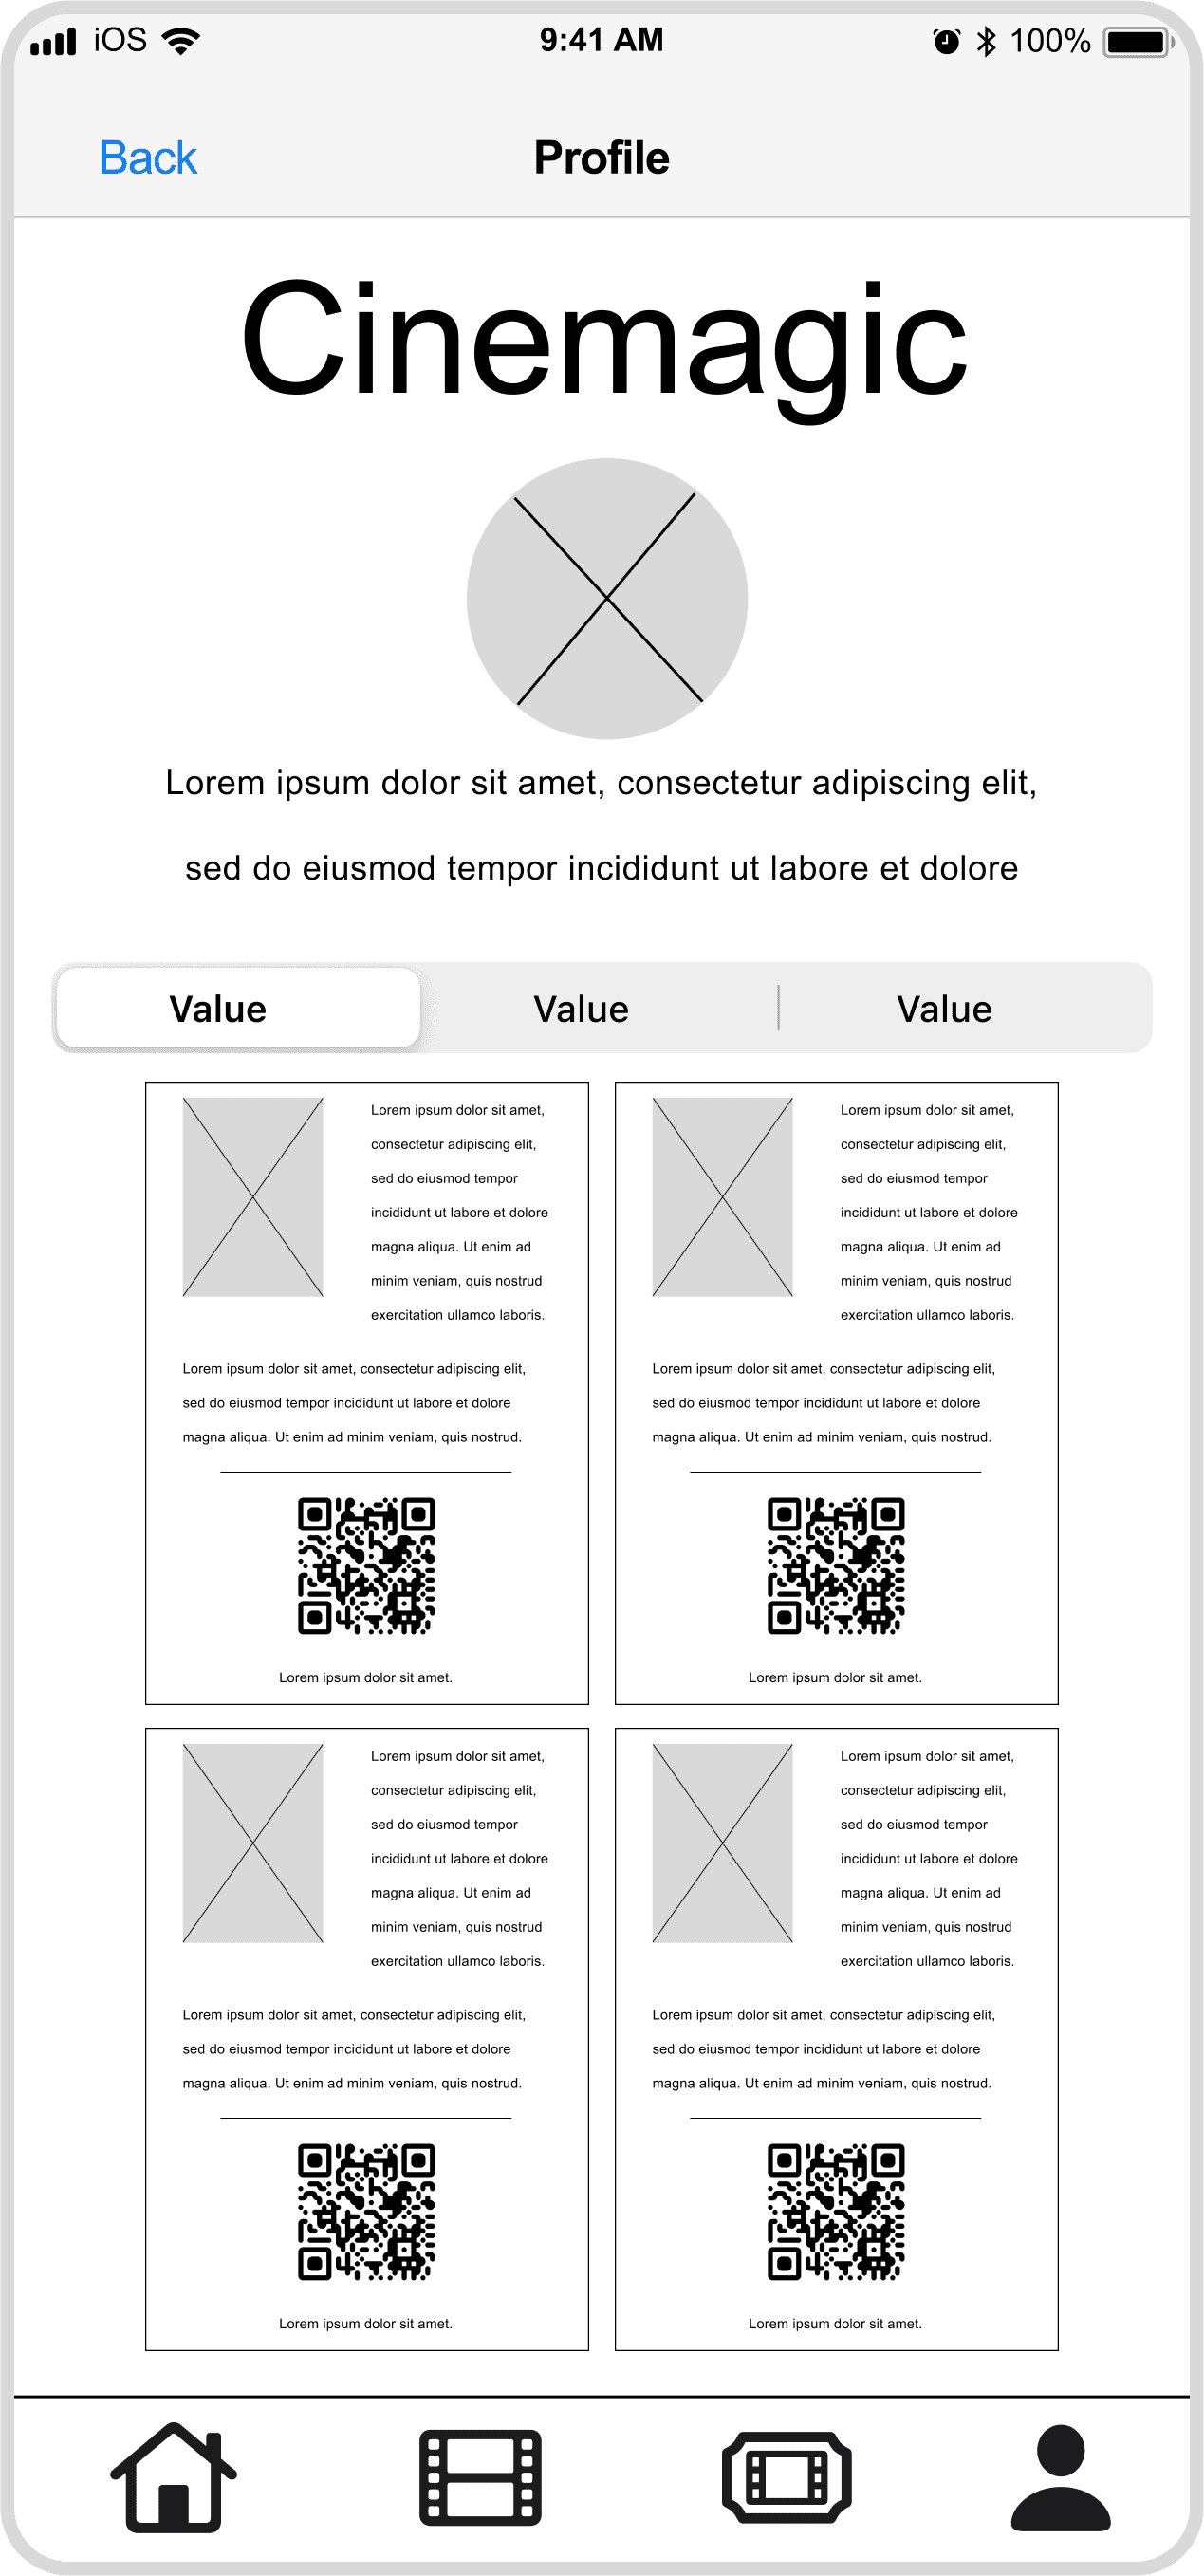 iOS 9:41 AM 100%
Back Profile
Cinemagic
Lorem ipsum dolor sit amet, consectetur adipiscing elit,
sed do eiusmod tempor incididunt ut labore et dolore
Value Value Value
Lorem ipsum dolor sit amet,
consectetur adipiscing elit,
sed do eiusmod tempor
incididunt ut labore et dolore
magna aliqua. Ut enim ad
minim veniam, quis nostrud
exercitation ullamco laboris.
Lorem ipsum dolor sit amet, consectetur adipiscing elit,
sed do eiusmod tempor incididunt ut labore et dolore
magna aliqua. Ut enim ad minim veniam, quis nostrud.
Lorem ipsum dolor sit amet.
Lorem ipsum dolor sit amet,
consectetur adipiscing elit,
sed do eiusmod tempor
incididunt ut labore et dolore
magna aliqua. Ut enim ad
minim veniam, quis nostrud
exercitation ullamco laboris.
Lorem ipsum dolor sit amet, consectetur adipiscing elit,
sed do eiusmod tempor incididunt ut labore et dolore
magna aliqua. Ut enim ad minim veniam, quis nostrud.
Lorem ipsum dolor sit amet.
Lorem ipsum dolor sit amet,
consectetur adipiscing elit,
sed do eiusmod tempor
incididunt ut labore et dolore
magna aliqua. Ut enim ad
minim veniam, quis nostrud
exercitation ullamco laboris.
Lorem ipsum dolor sit amet, consectetur adipiscing elit,
sed do eiusmod tempor incididunt ut labore et dolore
magna aliqua. Ut enim ad minim veniam, quis nostrud.
Lorem ipsum dolor sit amet.
Lorem ipsum dolor sit amet,
consectetur adipiscing elit,
sed do eiusmod tempor
incididunt ut labore et dolore
magna aliqua. Ut enim ad
minim veniam, quis nostrud
exercitation ullamco laboris.
Lorem ipsum dolor sit amet, consectetur adipiscing elit,
sed do eiusmod tempor incididunt ut labore et dolore
magna aliqua. Ut enim ad minim veniam, quis nostrud.
Lorem ipsum dolor sit amet.